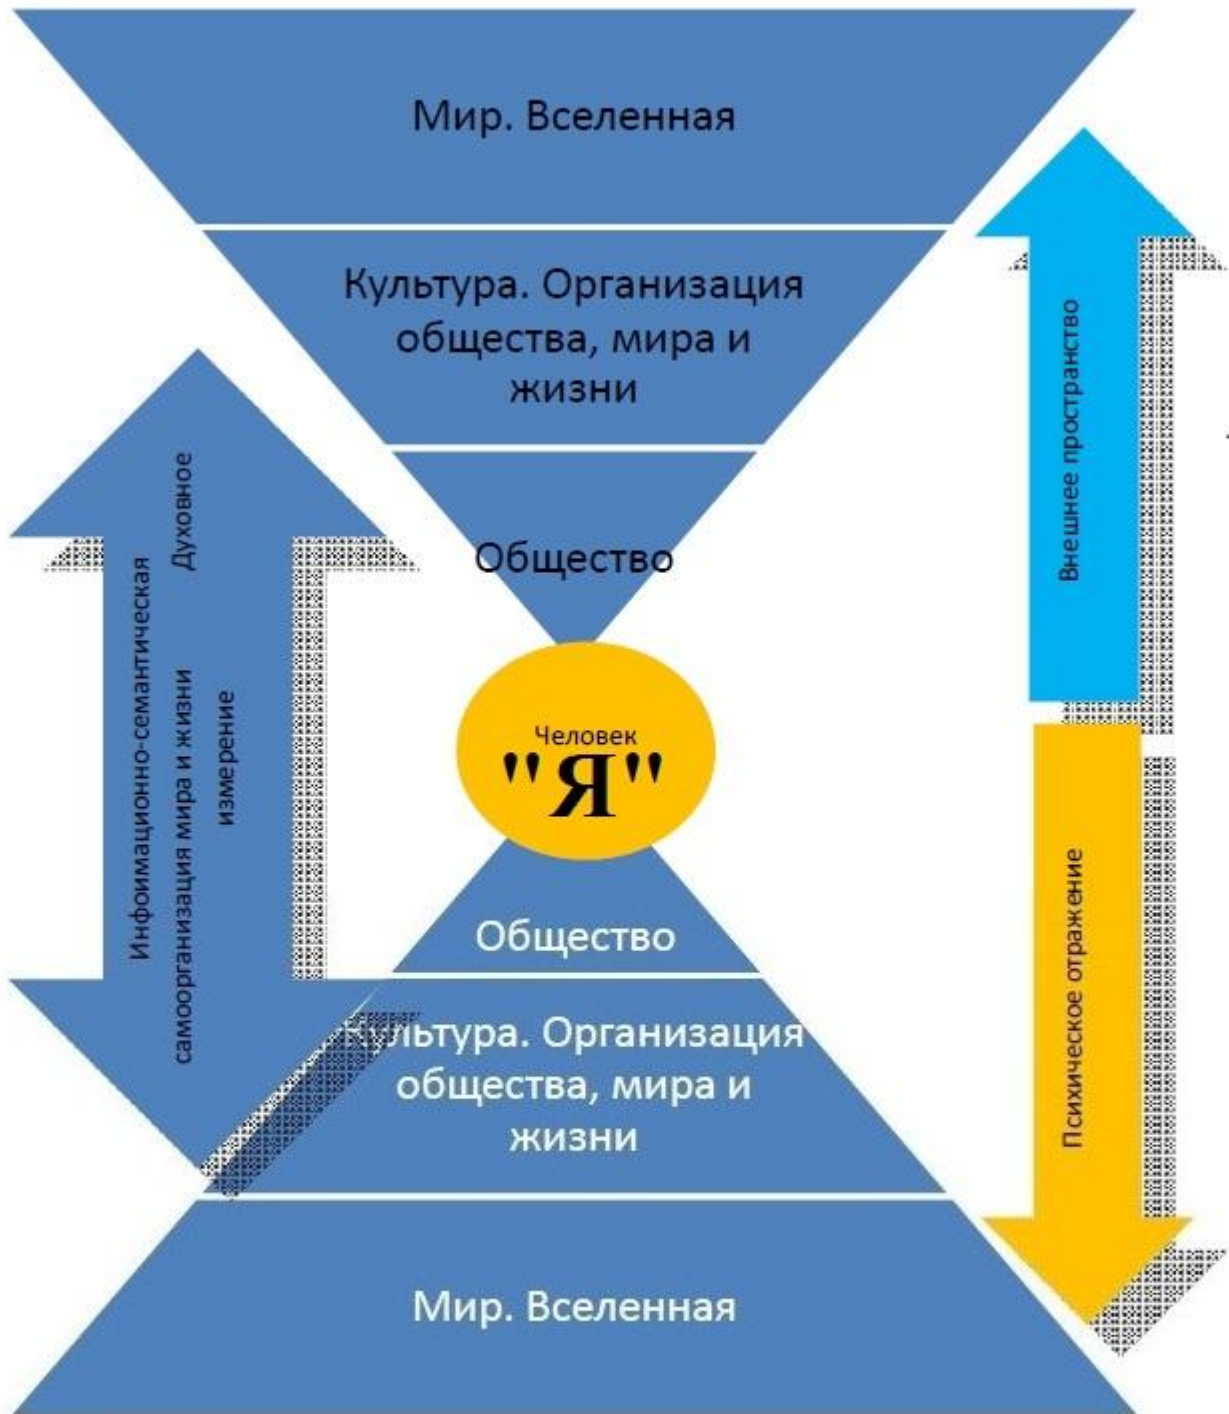 Мир. Вселенная
Культура. Организация
общества, мира и
жизни
Общество
Человек
"Я"
Общество
Культура. Организация
общества, мира и
жизни
Мир. Вселенная
Инфоимационно-семантическая
самоорганизация мира и жизни Духовное
измерение
Внешнее пространство
Психическое отражение